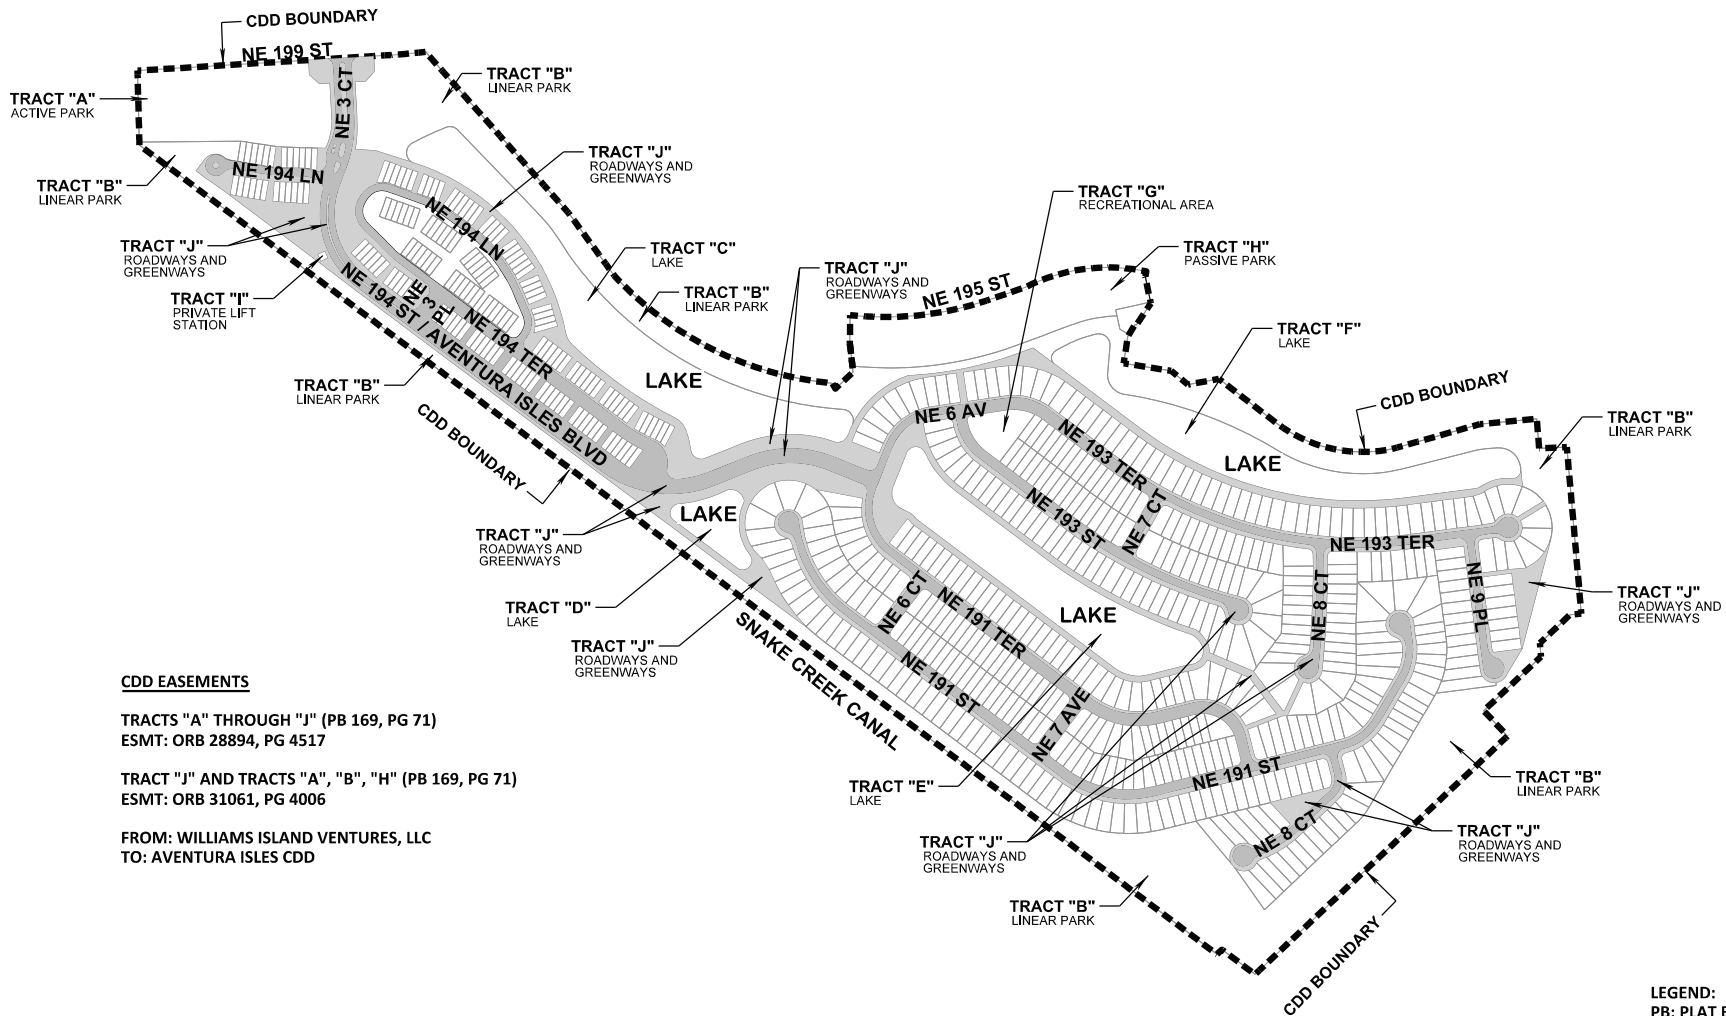 CDD BOUNDARY
NE 199 ST
TRACT "A"
ACTIVE PARK
NE 3 CT
TRACT "B"
LINEAR PARK
TRACT "J"
ROADWAYS AND
GREENWAYS
TRACT "B"
LINEAR PARK
NE 194 LN
NE 194 LN
TRACT "G"
RECREATIONAL AREA
TRACT "J"
ROADWAYS AND
GREENWAYS
TRACT "C"
LAKE
TRACT "J"
ROADWAYS AND
GREENWAYS
TRACT "H"
PASSIVE PARK
TRACT "I"
PRIVATE LIFT
STATION
TRACT "B"
LINEAR PARK
NE 195 ST
NE 3 PL
NE 194 TER
NE 194 ST / AVENTURA ISLES BLVD
TRACT "F"
LAKE
TRACT "B"
LINEAR PARK
LAKE
CDD BOUNDARY
CDD BOUNDARY
NE 6 AV
TRACT "B"
LINEAR PARK
NE 193 TER
LAKE
NE 193 ST
NE 7 CT
NE 193 TER
LAKE
TRACT "J"
ROADWAYS AND
GREENWAYS
TRACT "D"
LAKE
NE 6 CT
NE 191 TER
LAKE
NE 8 CT
NE 9 PL
TRACT "J"
ROADWAYS AND
GREENWAYS
TRACT "J"
ROADWAYS AND
GREENWAYS
SNAKE CREEK CANAL
NE 191 ST
NE 7 AVE
NE 191 ST
TRACT "E"
LAKE
TRACT "B"
LINEAR PARK
TRACT "J"
ROADWAYS AND
GREENWAYS
NE 8 CT
TRACT "J"
ROADWAYS AND
GREENWAYS
TRACT "B"
LINEAR PARK
CDD BOUNDARY
CDD EASEMENTS
TRACTS "A" THROUGH "J" (PB 169, PG 71)
ESMT: ORB 28894, PG 4517
TRACT "J" AND TRACTS "A", "B", "H" (PB 169, PG 71)
ESMT: ORB 31061, PG 4006
FROM: WILLIAMS ISLAND VENTURES, LLC
TO: AVENTURA ISLES CDD
LEGEND:
PB: PLAT